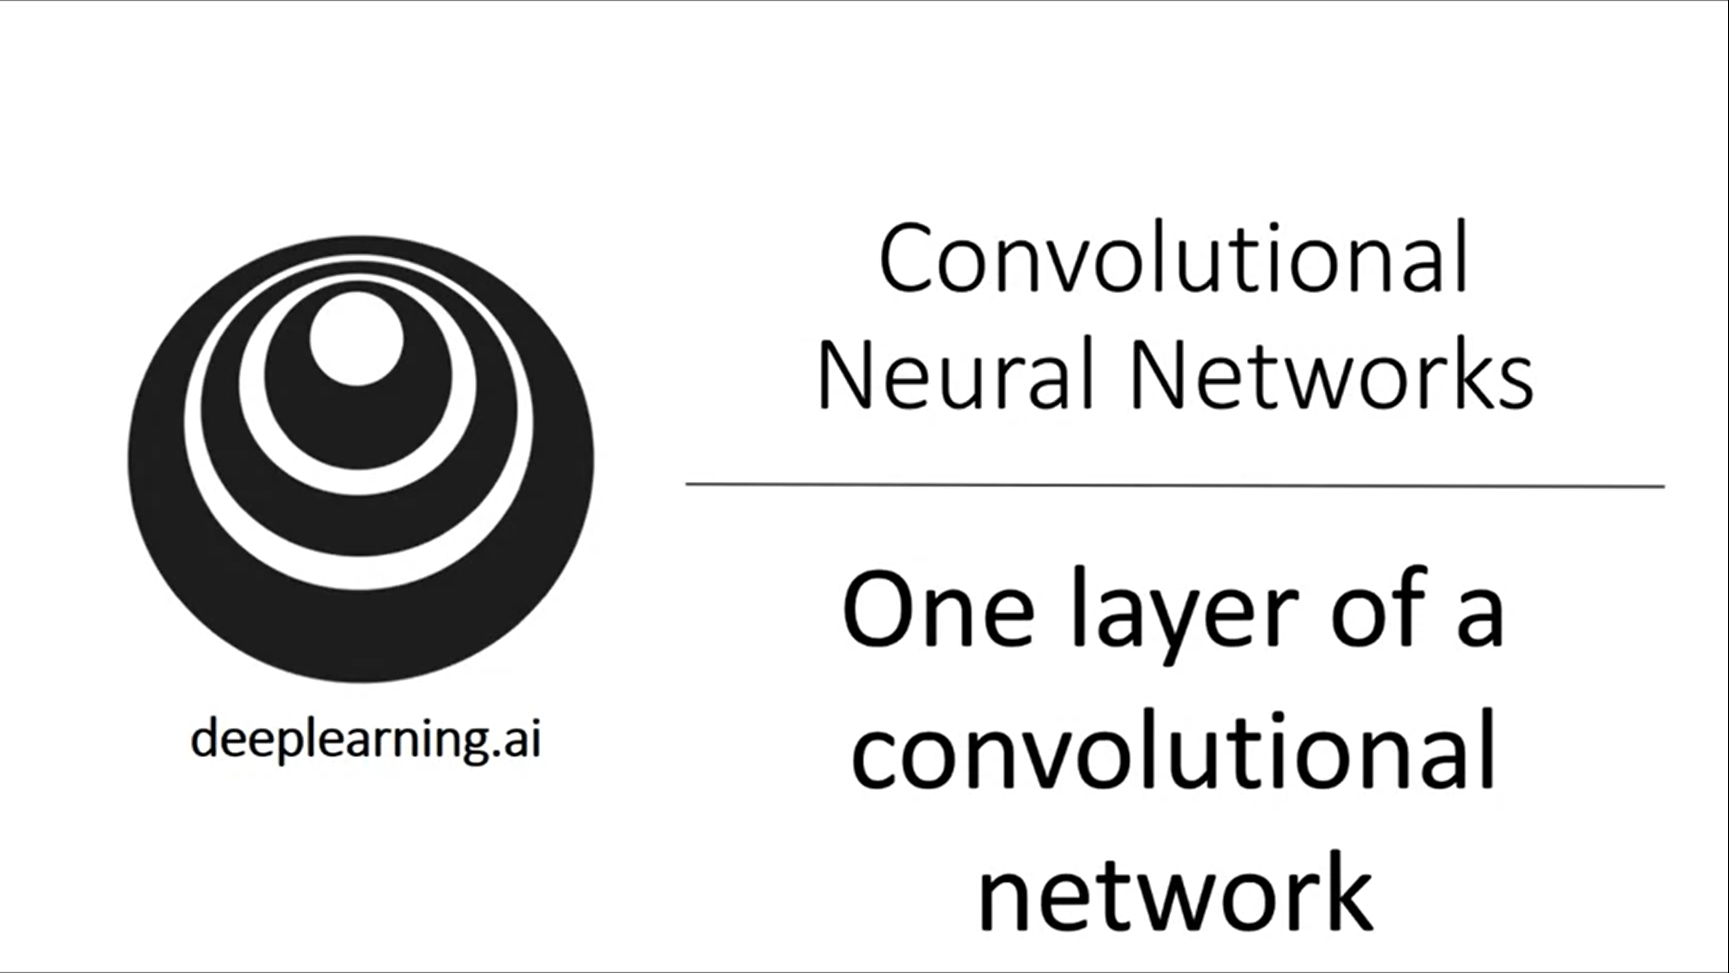 Convolutional
Neural Networks
One layer of a
convolutional
network
deeplearning.ai